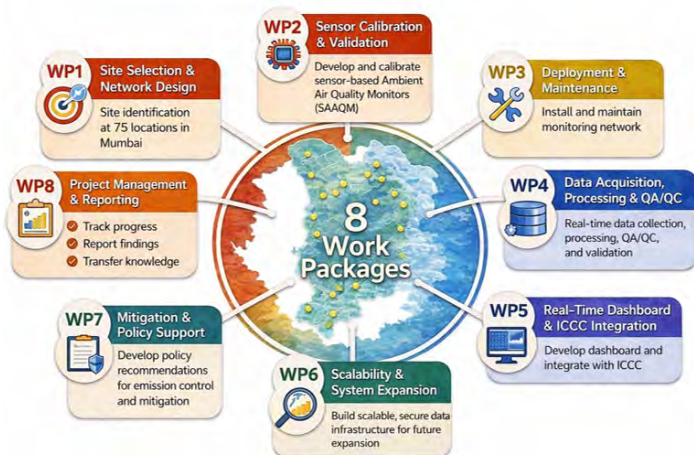 WP1
Site Selection &
Network Design
Site identification
at 75 locations in
Mumbai
WP2
Sensor Calibration
& Validation
Develop and calibrate
sensor-based Ambient
Air Quality Monitors
(SAAQM)
WP3
Deployment &
Maintenance
Install and maintain
monitoring network
WP4
Data Acquisition,
Processing & QA/QC
Real-time data collection,
processing, QA/QC,
and validation
WP5
Real-Time Dashboard
& ICCC Integration
Develop dashboard and
integrate with ICCC
WP6
Scalability &
System Expansion
Build scalable, secure data
infrastructure for future
expansion
WP7
Mitigation &
Policy Support
Develop policy
recommendations
for emission control
and mitigation
WP8
Project Management
& Reporting
Track progress
Report findings
Transfer knowledge
8
Work
Packages